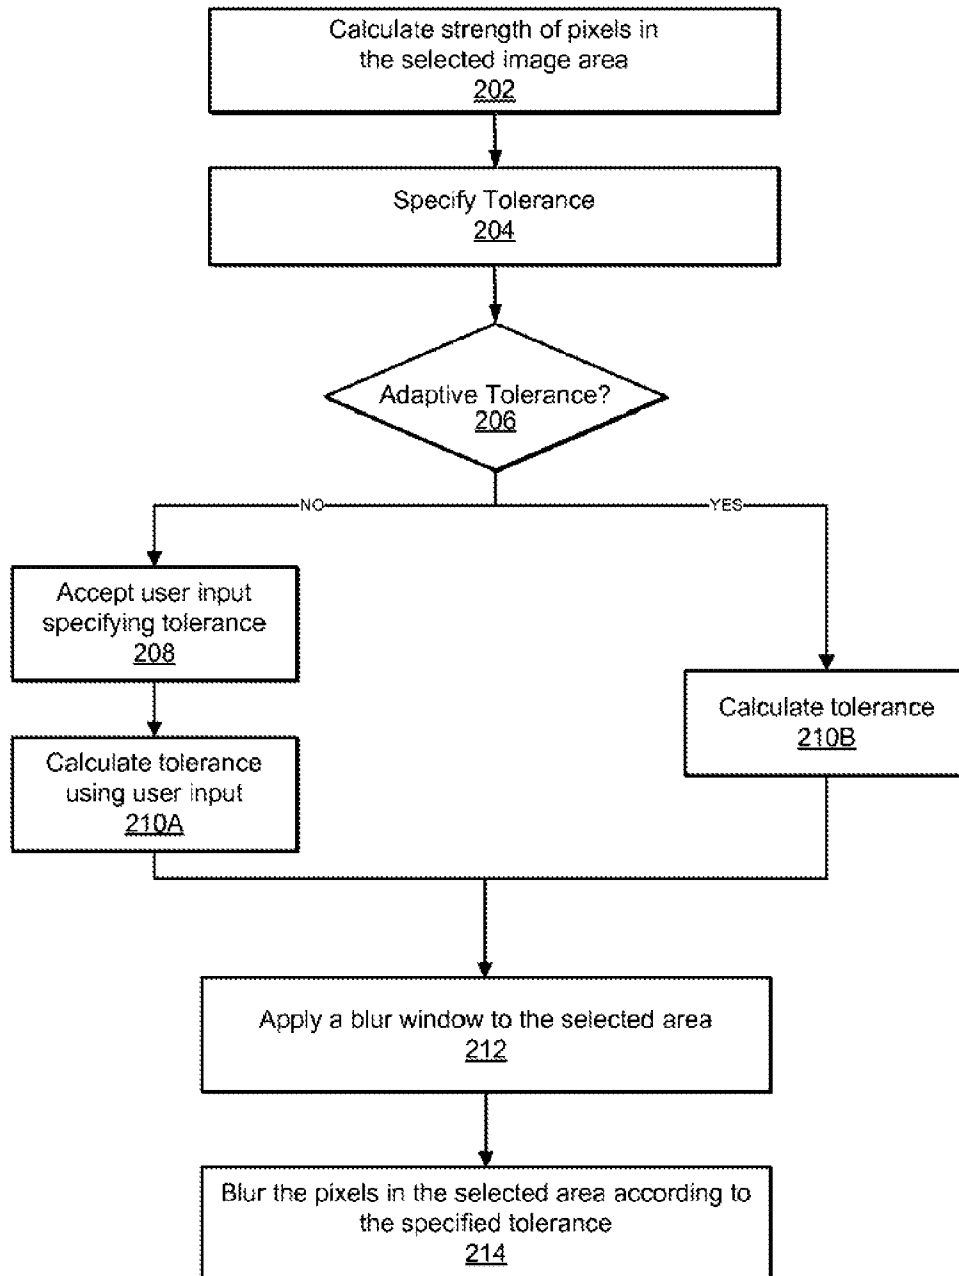 Calculate strength of pixels in
the selected image area
202
Specify Tolerance
204
Adaptive Tolerance?
206
NO
YES
Accept user input
specifying tolerance
208
Calculate tolerance
210B
Calculate tolerance
using user input
210A
Apply a blur window to the selected area
212
Blur the pixels in the selected area according to
the specified tolerance
214